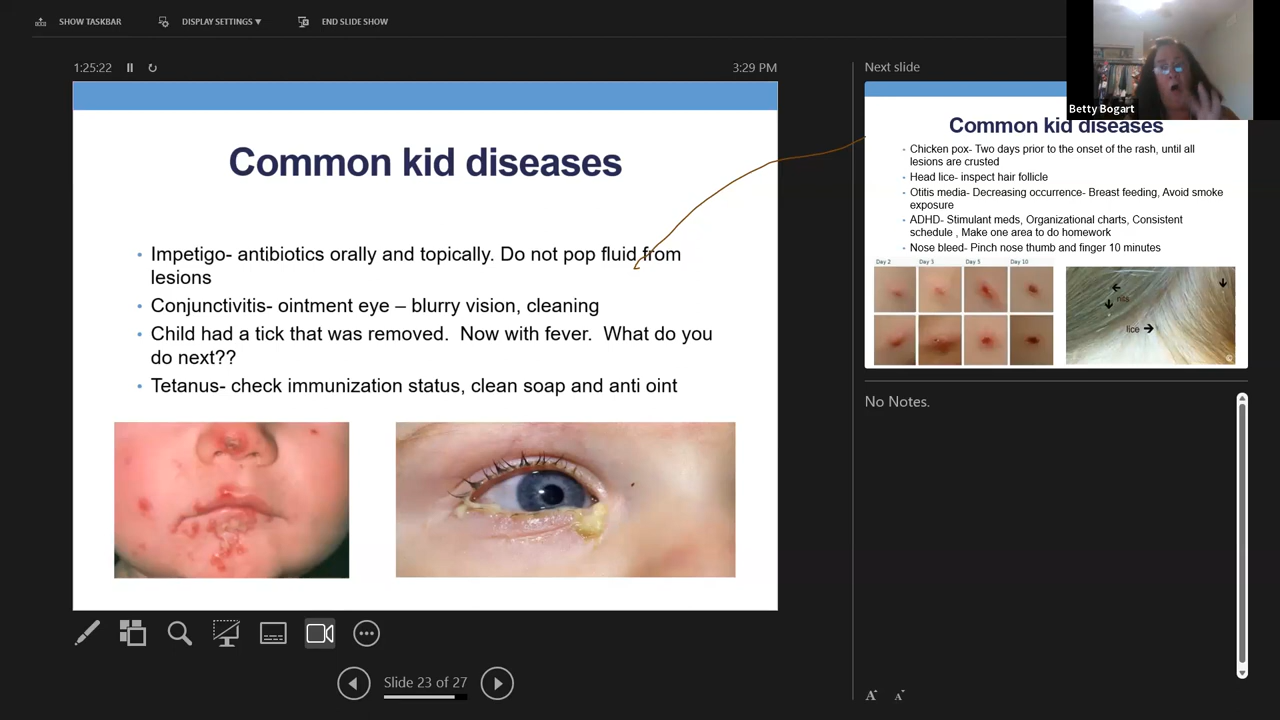 SHOW TASKBAR
DISPLAY SETTINGS ▼
END SLIDE SHOW
1:25:22
3:29 PM
Common kid diseases
• Impetigo- antibiotics orally and topically. Do not pop fluid from
lesions
• Conjunctivitis- ointment eye – blurry vision, cleaning
• Child had a tick that was removed.  Now with fever.  What do you
do next??
• Tetanus- check immunization status, clean soap and anti oint
Slide 23 of 27
Next slide
Betty Bogart
Common kid diseases
• Chicken pox- Two days prior to the onset of the rash, until all
lesions are crusted
• Head lice- inspect hair follicle
• Otitis media- Decreasing occurrence- Breast feeding, Avoid smoke
exposure
• ADHD- Stimulant meds, Organizational charts, Consistent
schedule , Make one area to do homework
• Nose bleed- Pinch nose thumb and finger 10 minutes
Day 2 Day 3 Day 5 Day 10
nits
lice
©
No Notes.
A A